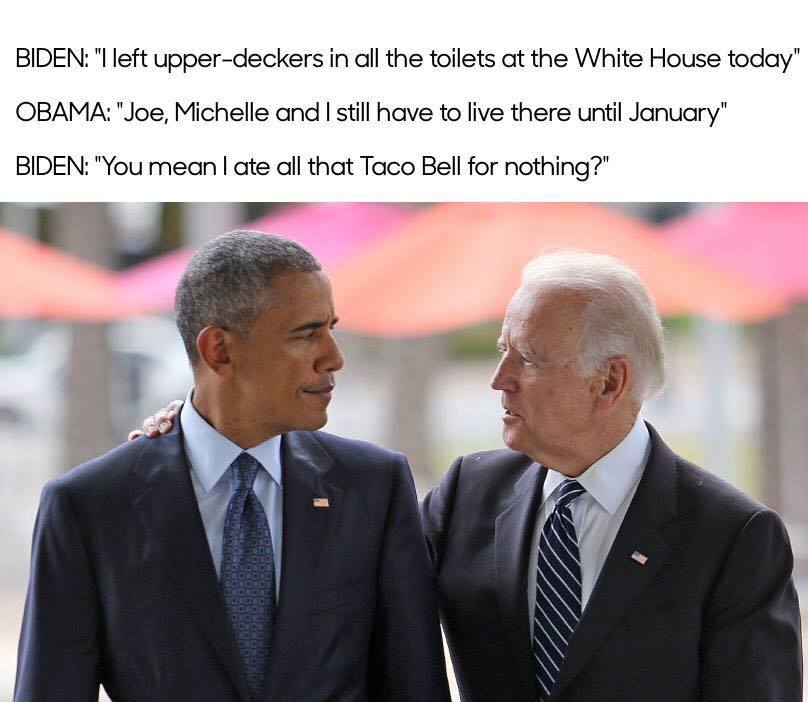 BIDEN: "I left upper-deckers in all the toilets at the White House today"
OBAMA: "Joe, Michelle and I still have to live there until January"
BIDEN: "You mean I ate all that Taco Bell for nothing?"